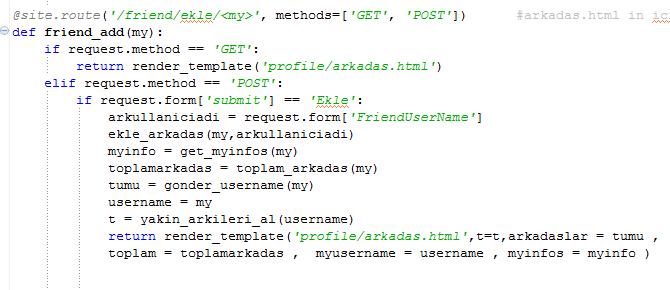 @site.route('/friend/ekle/<my>', methods=['GET', 'POST']) #arkadas.html in ic
def friend_add(my):
if request.method == 'GET':
return render_template('profile/arkadas.html')
elif request.method == 'POST':
if request.form['submit'] == 'Ekle':
arkullaniciadi = request.form['FriendUserName']
ekle_arkadas(my,arkullaniciadi)
myinfo = get_myinfos(my)
toplamarkadas = toplam_arkadas(my)
tumu = gonder_username(my)
username = my
t = yakin_arkileri_al(username)
return render_template('profile/arkadas.html',t=t,arkadaslar = tumu ,
toplam = toplamarkadas , myusername = username , myinfos = myinfo )